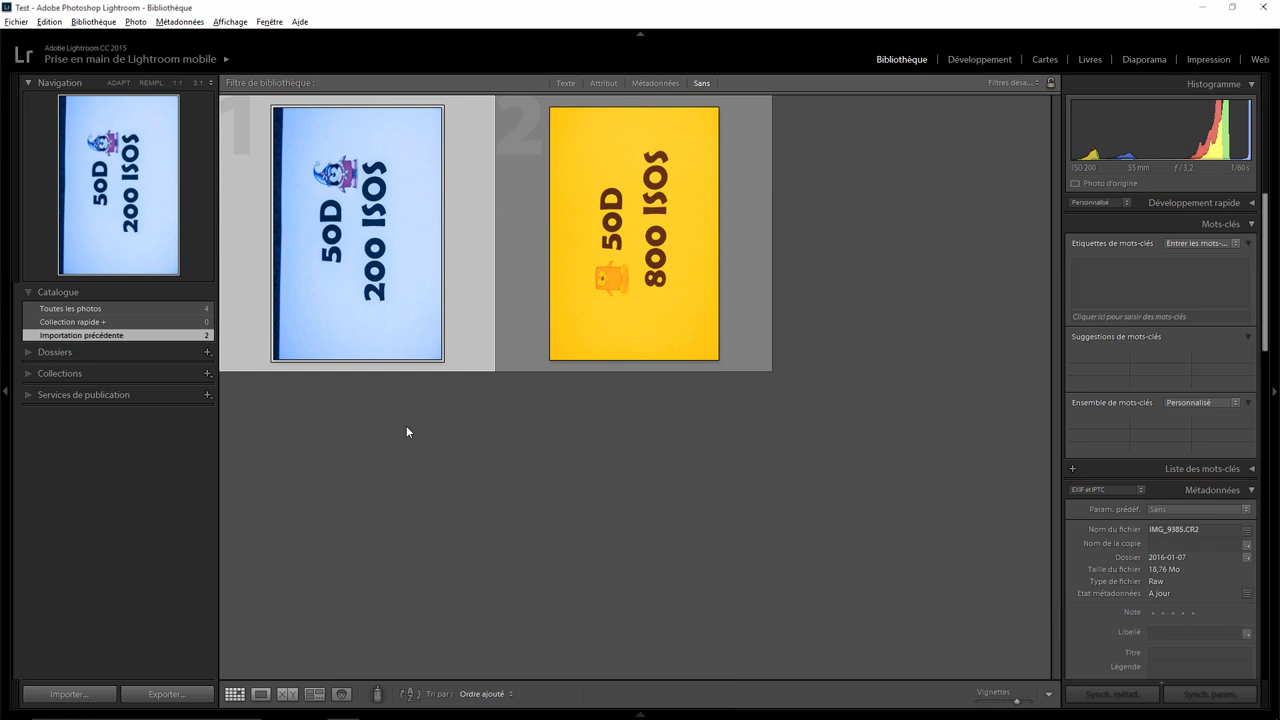 Test - Adobe Photoshop Lightroom - Bibliothèque
Fichier Edition Bibliothèque Photo Métadonnées Affichage Fenêtre Aide
Lr Adobe Lightroom CC 2015
Prise en main de Lightroom mobile
Bibliothèque Développement Cartes Livres Diaporama Impression Web
Navigation ADAPT. REMPL. 1:1 3:1
50D
200 ISOS
Catalogue
Toutes les photos 4
Collection rapide + 0
Importation précédente 2
Dossiers
Collections
Services de publication
Importer... Exporter...
Filtre de bibliothèque : Texte Attribut Métadonnées Sans Filtres désa...
1
50D
200 ISOS
2
50D
800 ISOS
Tri par : Ordre ajouté
Vignettes
Histogramme
ISO 200 55 mm ƒ / 3,2 1/60 s
Photo d'origine
Personnalisé Développement rapide
Mots-clés
Etiquettes de mots-clés Entrer les mots-...
Cliquer ici pour saisir des mots-clés
Suggestions de mots-clés
Ensemble de mots-clés Personnalisé
Liste des mots-clés
EXIF et IPTC Métadonnées
Param. prédéf. Sans
Nom du fichier IMG_9385.CR2
Nom de la copie
Dossier 2016-01-07
Taille du fichier 18,76 Mo
Type de fichier Raw
Etat métadonnées A jour
Note
Libellé
Titre
Légende
Synch. métad. Synch. param.